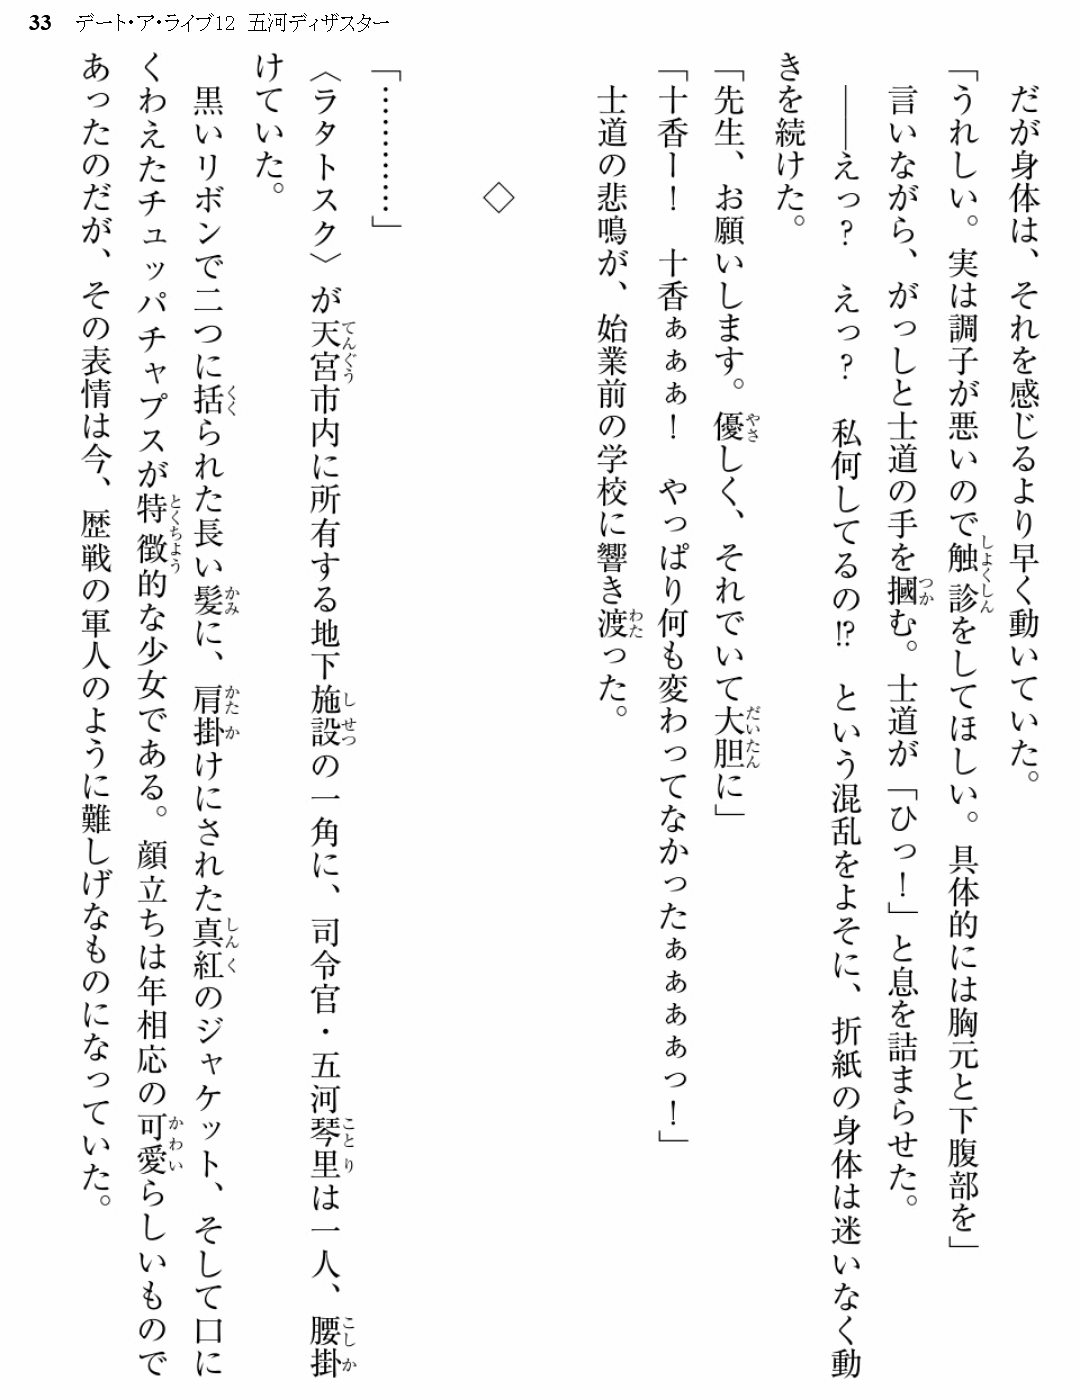 33 デート・ア・ライブ12 五河ディザスター
だが身体は、それを感じるより早く動いていた。
「うれしい。実は調子が悪いので触診をしてほしい。具体的には胸元と下腹部を」
言いながら、がっしと士道の手を摑む。士道が「ひっ！」と息を詰まらせた。
――えっ？　えっ？　私何してるの!?　という混乱をよそに、折紙の身体は迷いなく動
きを続けた。
「先生、お願いします。優しく、それでいて大胆に」
「十香ー！　十香ぁぁぁ！　やっぱり何も変わってなかったぁぁぁぁっ！」
士道の悲鳴が、始業前の学校に響き渡った。
◇
「…………」
〈ラタトスク〉が天宮市内に所有する地下施設の一角に、司令官・五河琴里は一人、腰掛
けていた。
黒いリボンで二つに括られた長い髪に、肩掛けにされた真紅のジャケット、そして口に
くわえたチュッパチャプスが特徴的な少女である。顔立ちは年相応の可愛らしいもので
あったのだが、その表情は今、歴戦の軍人のように難しげなものになっていた。